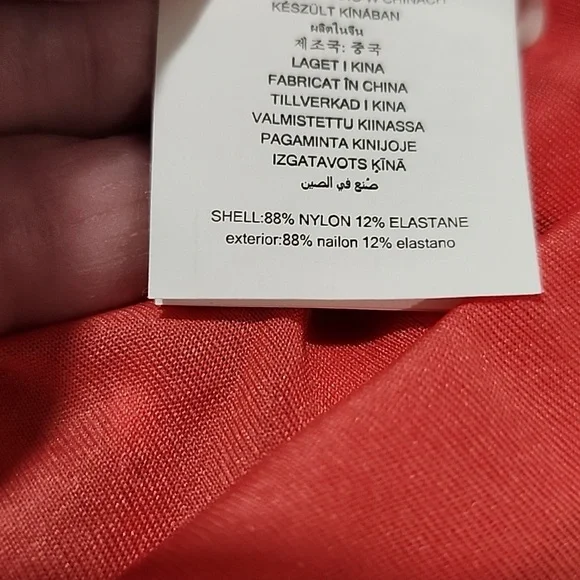 W CHINACH
KÉSZÜLT KÍNÁBAN
ผลิตในจีน
제조국: 중국
LAGET I KINA
FABRICAT ÎN CHINA
TILLVERKAD I KINA
VALMISTETTU KIINASSA
PAGAMINTA KINIJOJE
IZGATAVOTS ĶĪNĀ
صُنع في الصين
SHELL:88% NYLON 12% ELASTANE
exterior:88% nailon 12% elastano